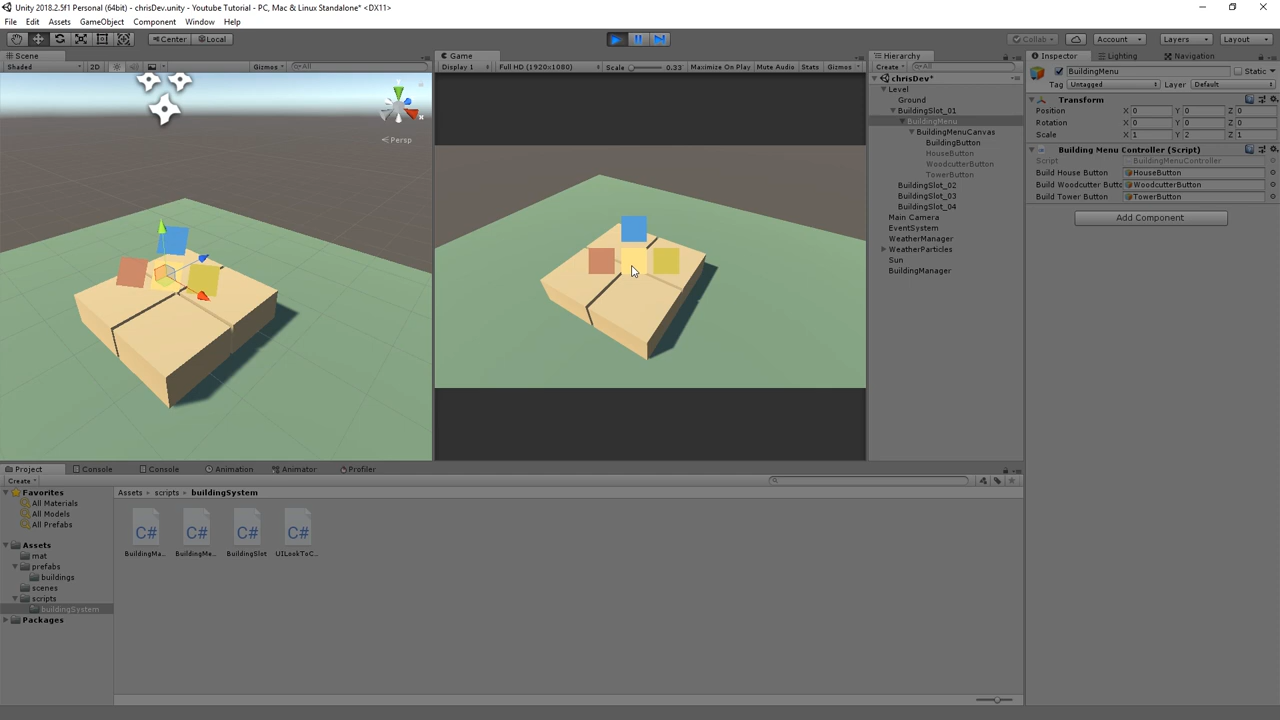 Unity 2018.2.5f1 Personal (64bit) - chrisDev.unity - Youtube Tutorial - PC, Mac & Linux Standalone* <DX11>
File Edit Assets GameObject Component Window Help
Center Local Collab Account Layers Layout
Scene Game Hierarchy Inspector Lighting Navigation
Shaded 2D Gizmos All Display 1 Full HD (1920x1080) Scale 0.33 Maximize On Play Mute Audio Stats Gizmos Create All
BuildingMenu Static
Tag Untagged Layer Default
chrisDev*
Level
Ground
BuildingSlot_01
BuildingMenu
BuildingMenuCanvas
BuildingButton
HouseButton
WoodcutterButton
TowerButton
BuildingSlot_02
BuildingSlot_03
BuildingSlot_04
Main Camera
EventSystem
WeatherManager
WeatherParticles
Sun
BuildingManager
Transform
Position X 0 Y 0 Z 0
Rotation X 0 Y 0 Z 0
Scale X 1 Y 2 Z 1
Building Menu Controller (Script)
Script BuildingMenuController
Build House Button HouseButton
Build Woodcutter Butto WoodcutterButton
Build Tower Button TowerButton
Add Component
x
Persp
Project Console Console Animation Animator Profiler
Create
Favorites
All Materials
All Models
All Prefabs
Assets
mat
prefabs
buildings
scenes
scripts
buildingSystem
Packages
Assets scripts buildingSystem
C# C# C# C#
BuildingMa... BuildingMe... BuildingSlot UILookToC...